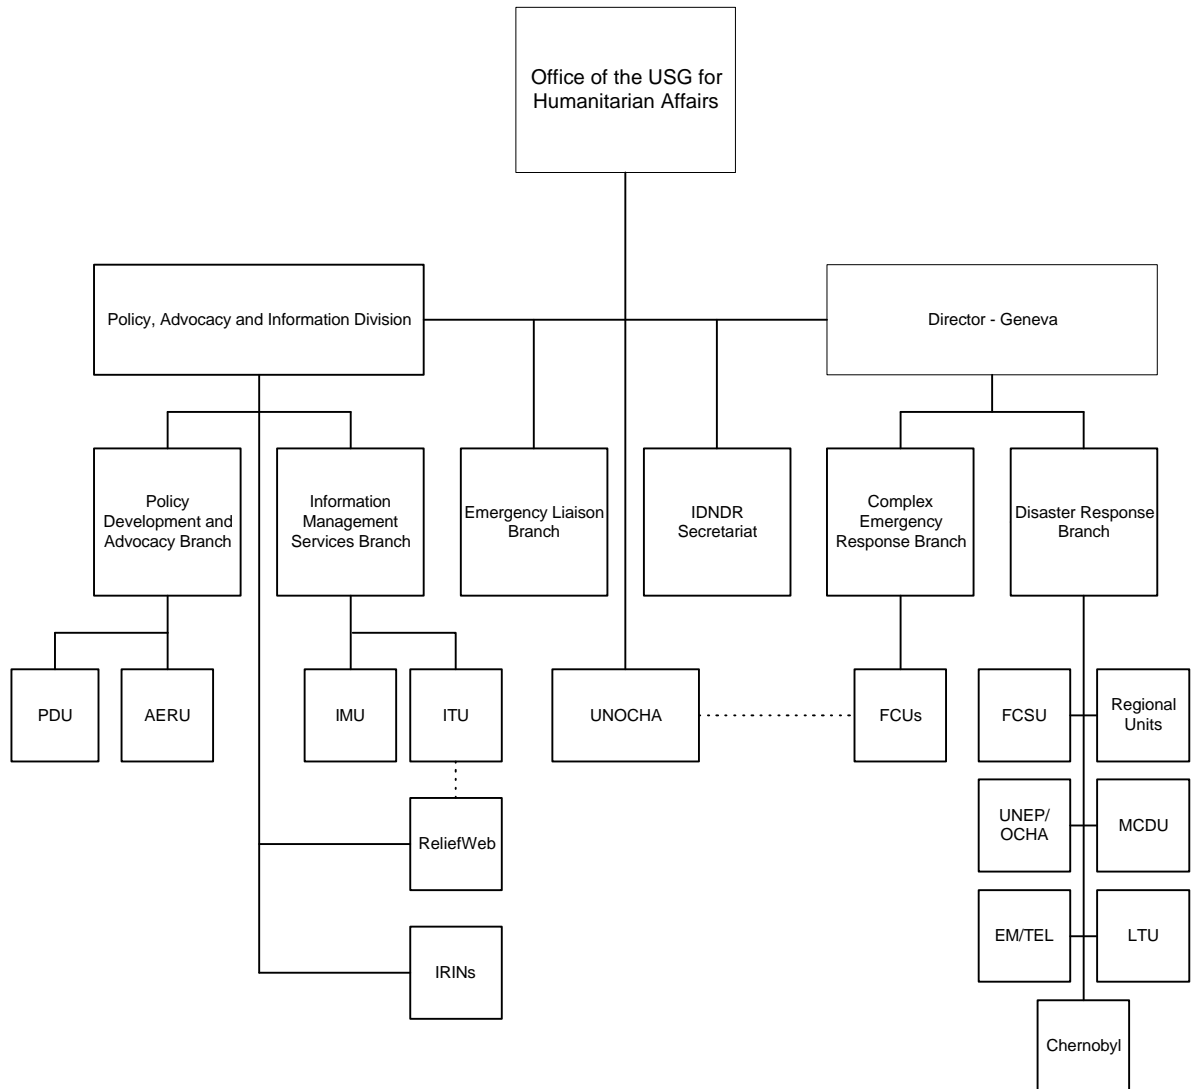 Office of the USG for
Humanitarian Affairs
Policy, Advocacy and Information Division
Director - Geneva
Policy
Development and
Advocacy Branch
Information
Management
Services Branch
Emergency Liaison
Branch
IDNDR
Secretariat
Complex
Emergency
Response Branch
Disaster Response
Branch
PDU
AERU
IMU
ITU
UNOCHA
FCUs
FCSU
Regional
Units
ReliefWeb
UNEP/
OCHA
MCDU
IRINs
EM/TEL
LTU
Chernobyl